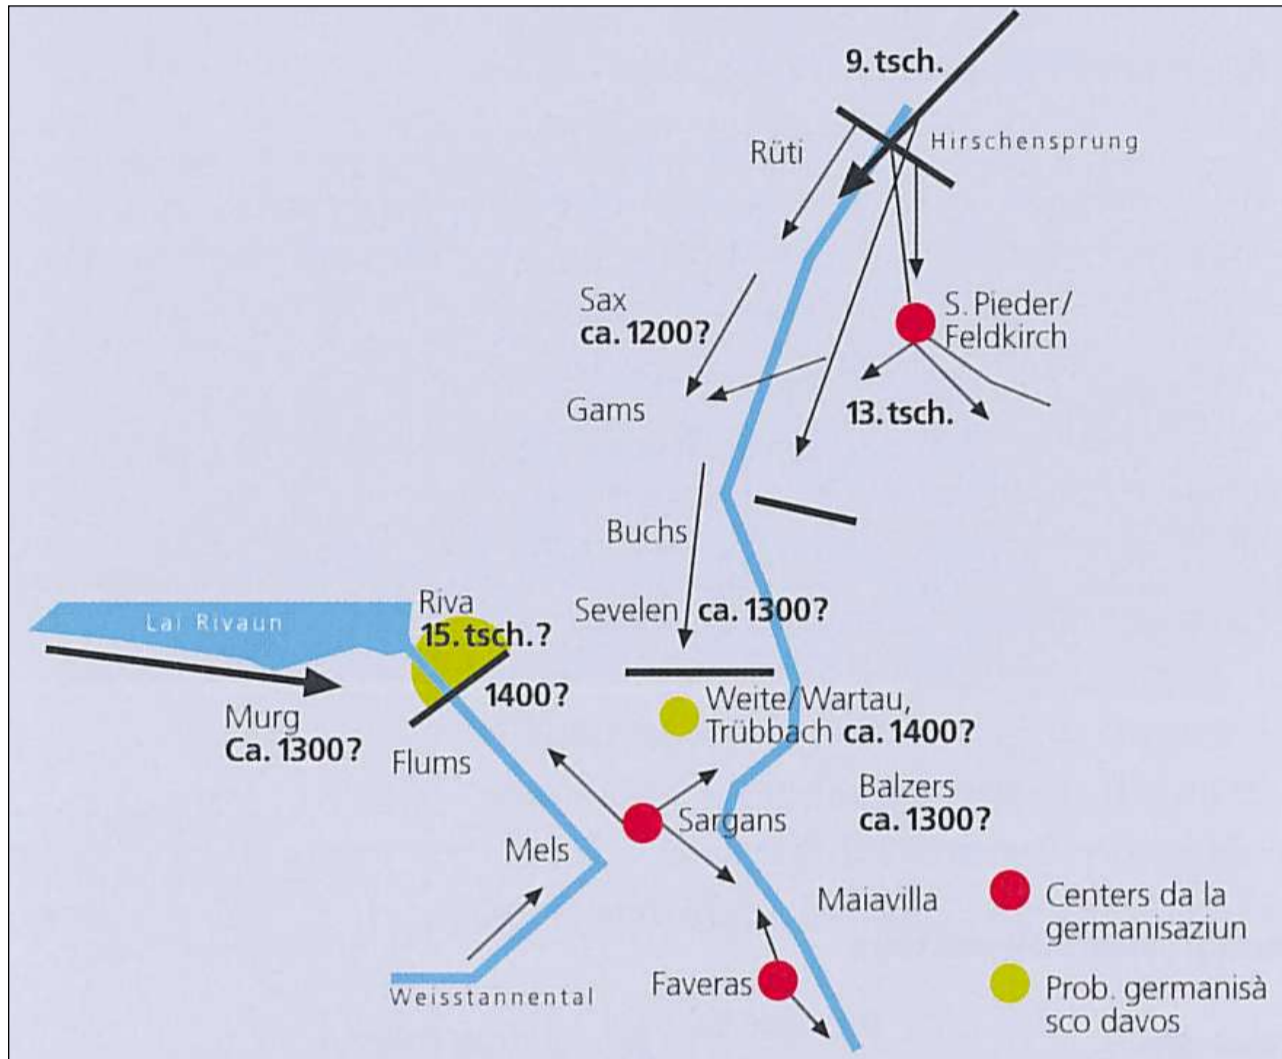 9. tsch.
Hirschensprung
Rüti
Sax
ca. 1200?
S. Pieder/
Feldkirch
Gams
13. tsch.
Buchs
Riva
15. tsch.?
Sevelen ca. 1300?
Lai Rivaun
1400?
Weite/Wartau,
Trübbach ca. 1400?
Murg
Ca. 1300?
Flums
Balzers
ca. 1300?
Sargans
Mels
Maiavilla
Centers da la
germanisaziun
Faveras
Weisstannental
Prob. germanisà
sco davos